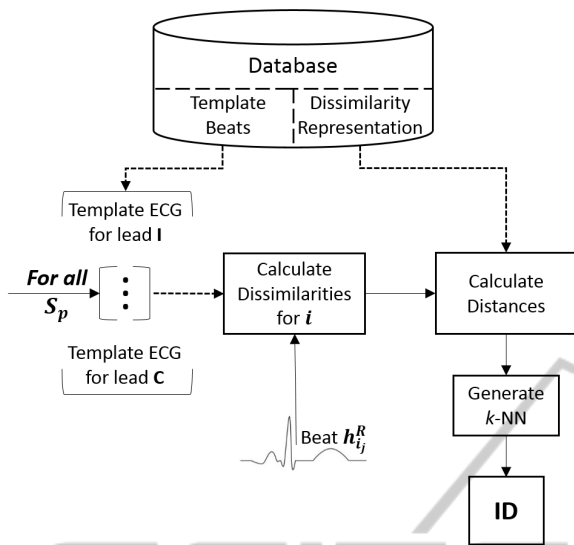 Database
Template
Beats
Dissimilarity
Representation
Template ECG
for lead I
For all
S_p
Calculate
Dissimilarities
for i
Calculate
Distances
Template ECG
for lead C
Generate
k-NN
Beat h_{i_j}^R
ID